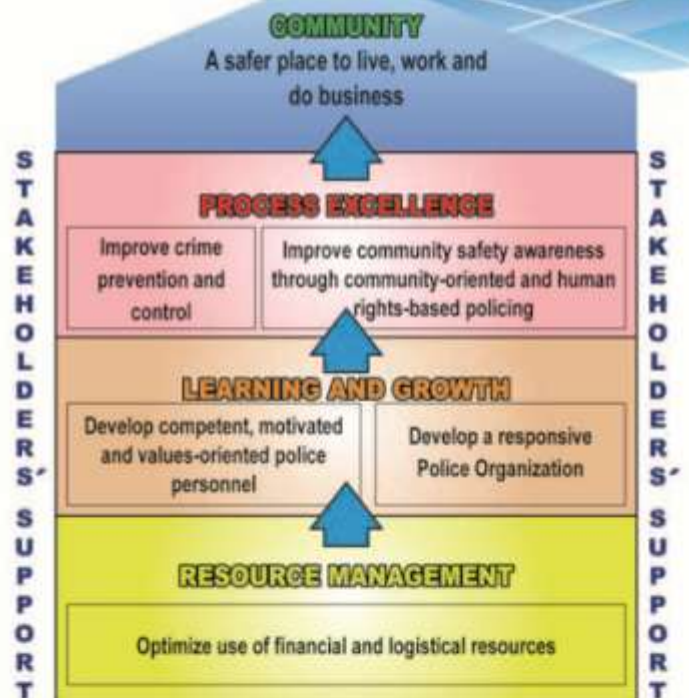 COMMUNITY
A safer place to live, work and
do business
STAKEHOLDERS´ SUPPORT
PROCESS EXCELLENCE
Improve crime
prevention and
control
Improve community safety awareness
through community-oriented and human
rights-based policing
LEARNING AND GROWTH
Develop competent, motivated
and values-oriented police
personnel
Develop a responsive
Police Organization
RESOURCE MANAGEMENT
Optimize use of financial and logistical resources
STAKEHOLDERS´ SUPPORT